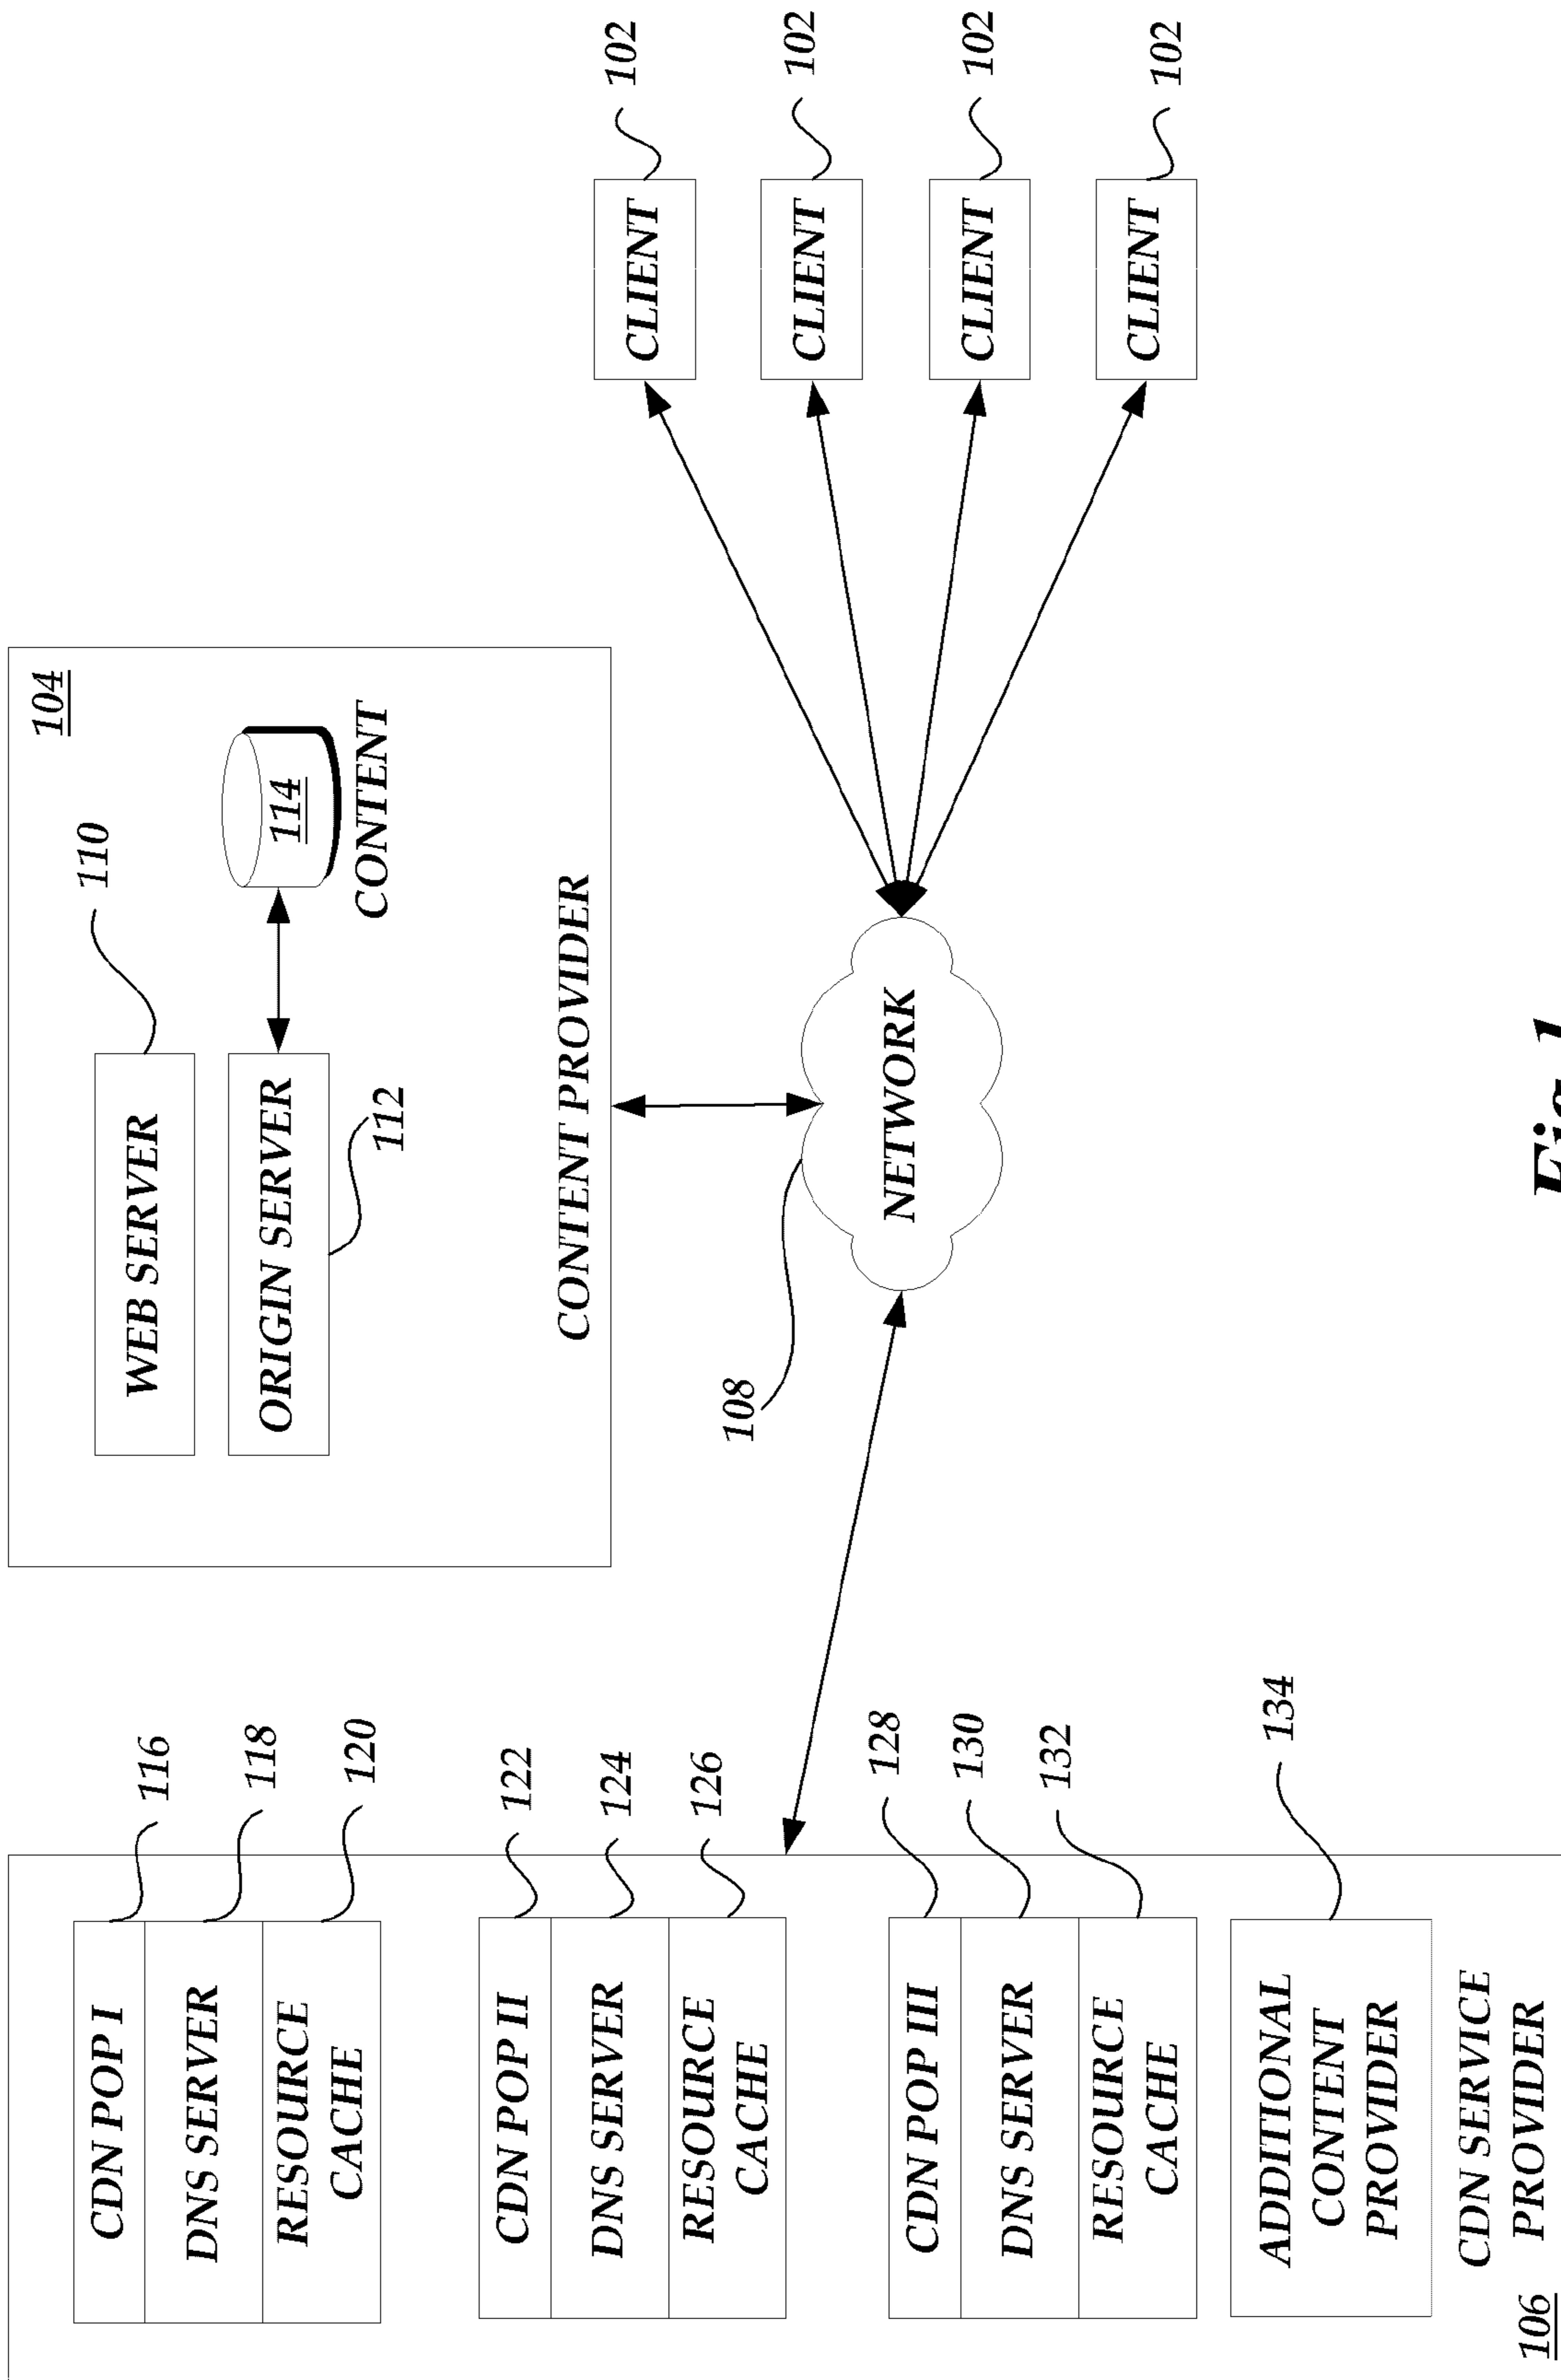 CDN POP I
116
DNS SERVER
118
RESOURCE
CACHE
120
CDN POP II
122
DNS SERVER
124
RESOURCE
CACHE
126
CDN POP III
128
DNS SERVER
130
RESOURCE
CACHE
132
ADDITIONAL
CONTENT
PROVIDER
134
CDN SERVICE
PROVIDER
106
104
WEB SERVER
110
ORIGIN SERVER
112
114
CONTENT
CONTENT PROVIDER
NETWORK
108
CLIENT
102
CLIENT
102
CLIENT
102
CLIENT
102
Fig.1.